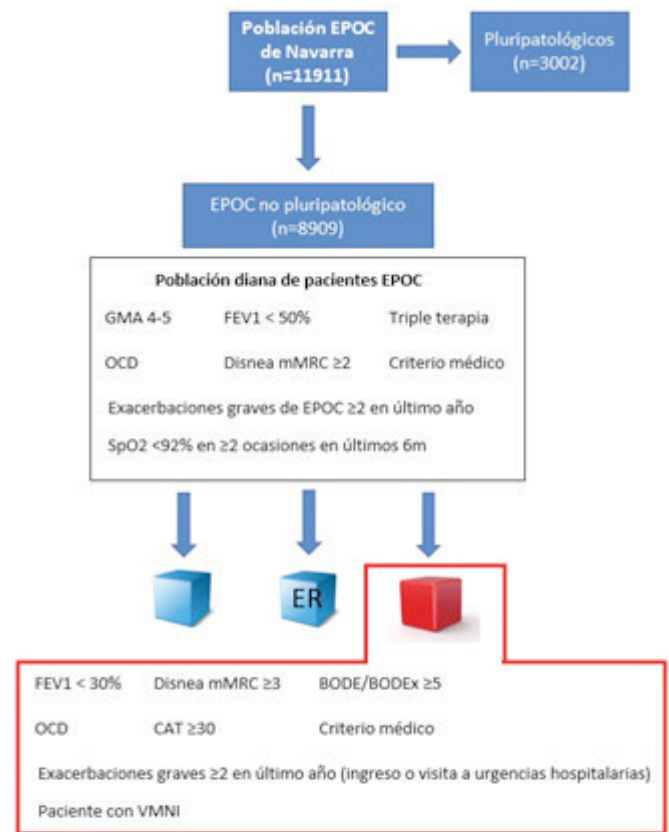 Población EPOC
de Navarra
(n=11911)
Pluripatológicos
(n=3002)
EPOC no pluripatológico
(n=8909)
Población diana de pacientes EPOC
GMA 4-5 FEV1 < 50% Triple terapia
OCD Disnea mMRC ≥2 Criterio médico
Exacerbaciones graves de EPOC ≥2 en último año
SpO2 <92% en ≥2 ocasiones en últimos 6m
ER
FEV1 < 30% Disnea mMRC ≥3 BODE/BODEx ≥5
OCD CAT ≥30 Criterio médico
Exacerbaciones graves ≥2 en último año (ingreso o visita a urgencias hospitalarias)
Paciente con VMNI